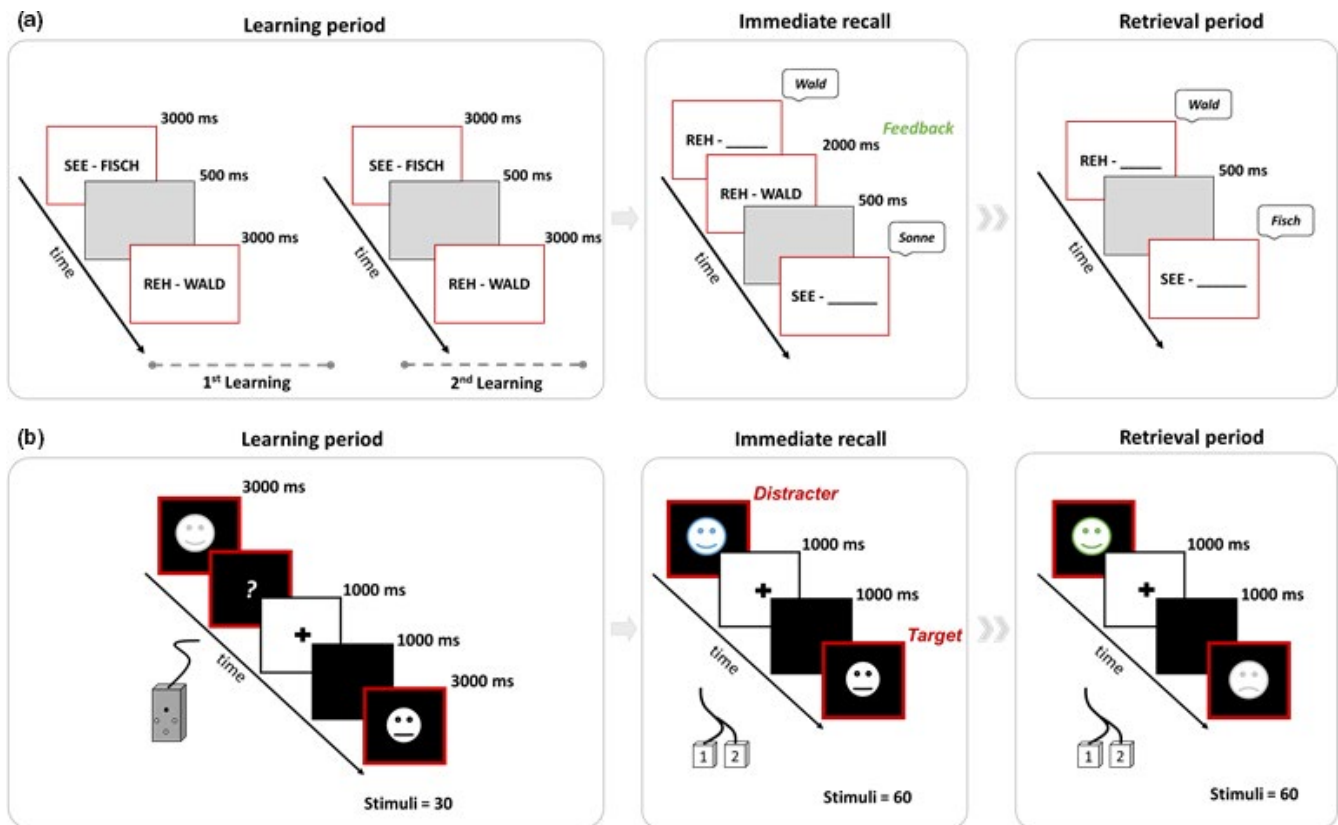 (a)
Learning period
3000 ms
SEE - FISCH
500 ms
3000 ms
REH - WALD
time
1st Learning
3000 ms
SEE - FISCH
500 ms
3000 ms
REH - WALD
time
2nd Learning
Immediate recall
Wald
REH - ______
Feedback
2000 ms
REH - WALD
500 ms
Sonne
SEE - ______
time
Retrieval period
Wald
REH - ______
500 ms
Fisch
SEE - ______
time
(b)
Learning period
3000 ms
?
1000 ms
1000 ms
3000 ms
time
Stimuli = 30
Immediate recall
Distracter
1000 ms
1000 ms
Target
time
1 2
Stimuli = 60
Retrieval period
1000 ms
1000 ms
time
1 2
Stimuli = 60